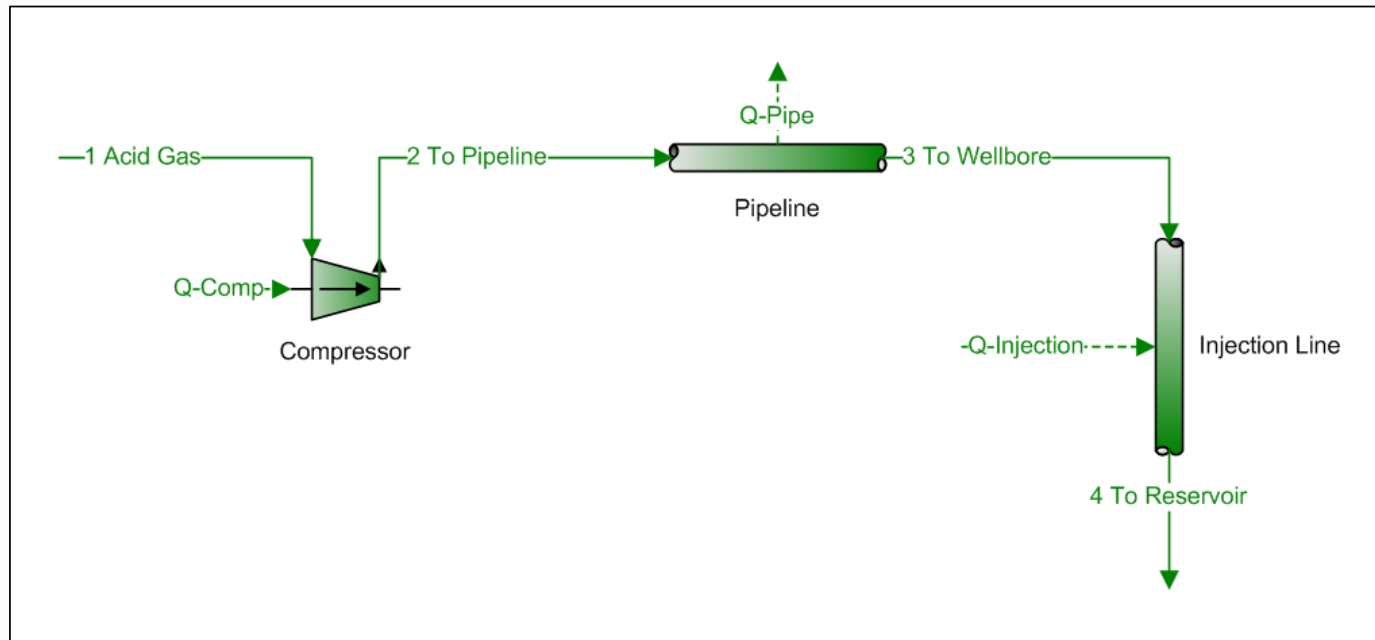 Q-Pipe
1 Acid Gas
2 To Pipeline
3 To Wellbore
Pipeline
Q-Comp
Compressor
Q-Injection
Injection Line
4 To Reservoir